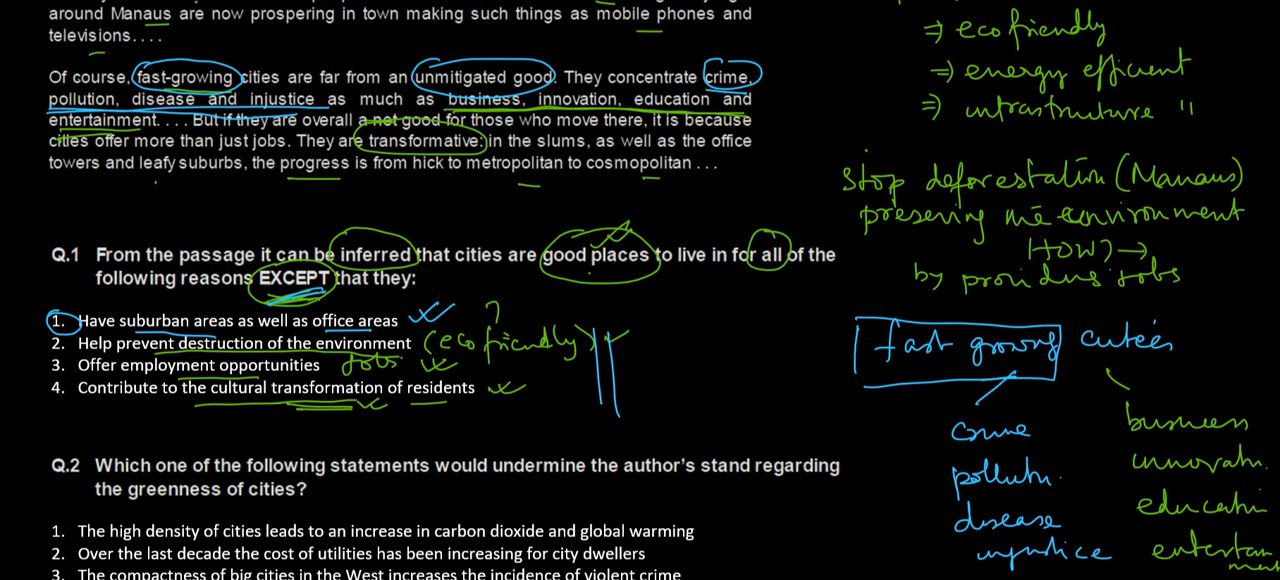 around Manaus are now prospering in town making such things as mobile phones and
televisions....
Of course, fast-growing cities are far from an unmitigated good. They concentrate crime,
pollution, disease and injustice as much as business, innovation, education and
entertainment.... But if they are overall a net good for those who move there, it is because
cities offer more than just jobs. They are transformative: in the slums, as well as the office
towers and leafy suburbs, the progress is from hick to metropolitan to cosmopolitan ...
Q.1 From the passage it can be inferred that cities are good places to live in for all of the
following reasons EXCEPT that they:
1. Have suburban areas as well as office areas
?
2. Help prevent destruction of the environment (ecofriendly)
3. Offer employment opportunities Jobs
4. Contribute to the cultural transformation of residents
Q.2 Which one of the following statements would undermine the author's stand regarding
the greenness of cities?
1. The high density of cities leads to an increase in carbon dioxide and global warming
2. Over the last decade the cost of utilities has been increasing for city dwellers
3. The compactness of big cities in the West increases the incidence of violent crime
⇒ ecofriendly
⇒ energy efficient
⇒ infrastructure "
stop deforestation (Manaus)
preserving the environment
HOW? →
by providing jobs
fast growing cities
crime
pollutn.
disease
injustice
business
innovatn.
educatin
entertain
ment